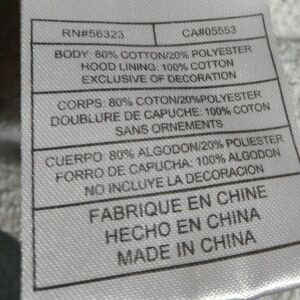 RN#56323 CA#05553
BODY: 80% COTTON/20% POLYESTER
HOOD LINING: 100% COTTON
EXCLUSIVE OF DECORATION
CORPS: 80% COTON/20% POLYESTER
DOUBLURE DE CAPUCHE: 100% COTON
SANS ORNEMENTS
CUERPO: 80% ALGODON/20% POLIESTER
FORRO DE CAPUCHA: 100% ALGODON
NO INCLUYE LA DECORACION
FABRIQUE EN CHINE
HECHO EN CHINA
MADE IN CHINA